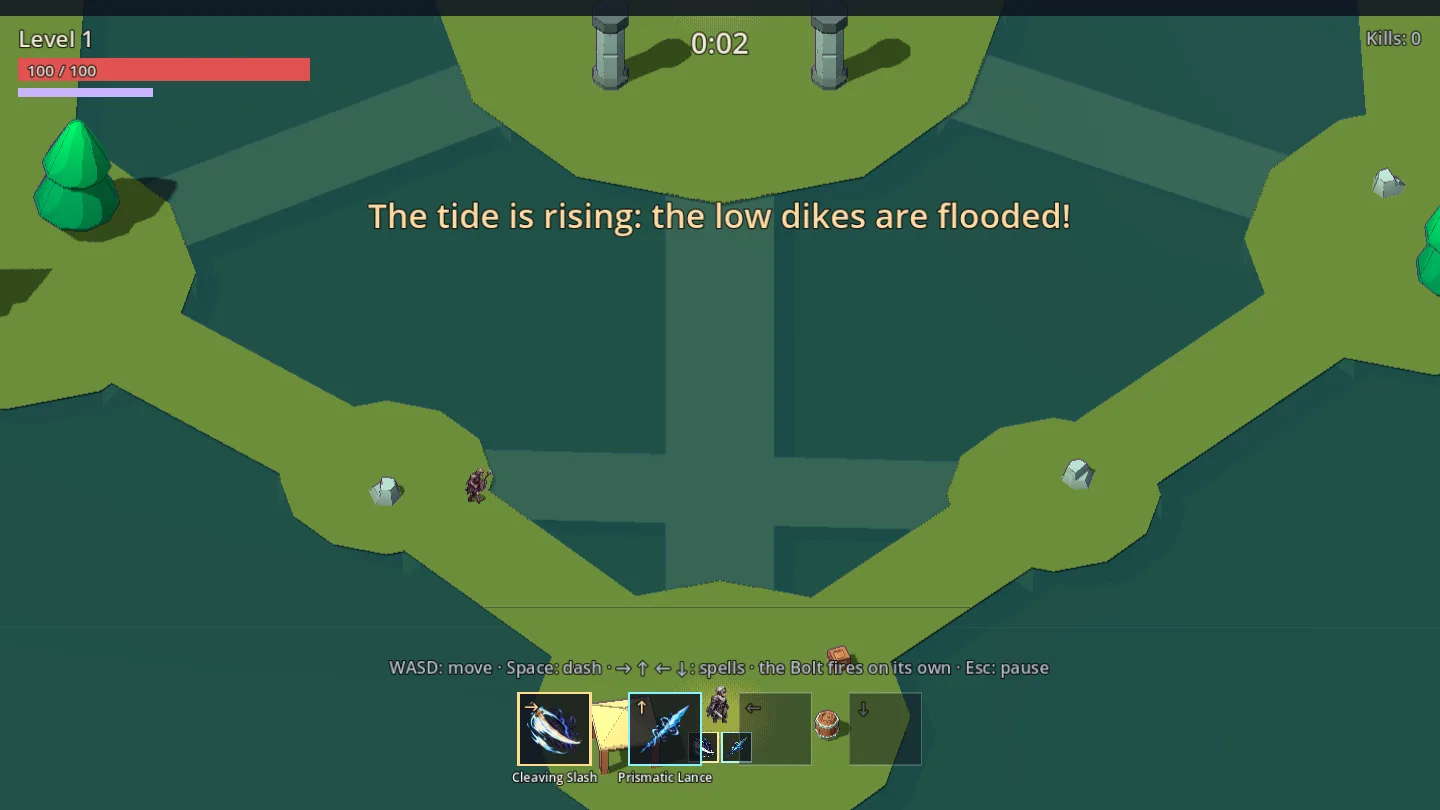 Level 1
100 / 100
0:02
Kills: 0
The tide is rising: the low dikes are flooded!
WASD: move · Space: dash · → ↑ ← ↓: spells · the Bolt fires on its own · Esc: pause
→
↑
←
↓
Cleaving Slash
Prismatic Lance